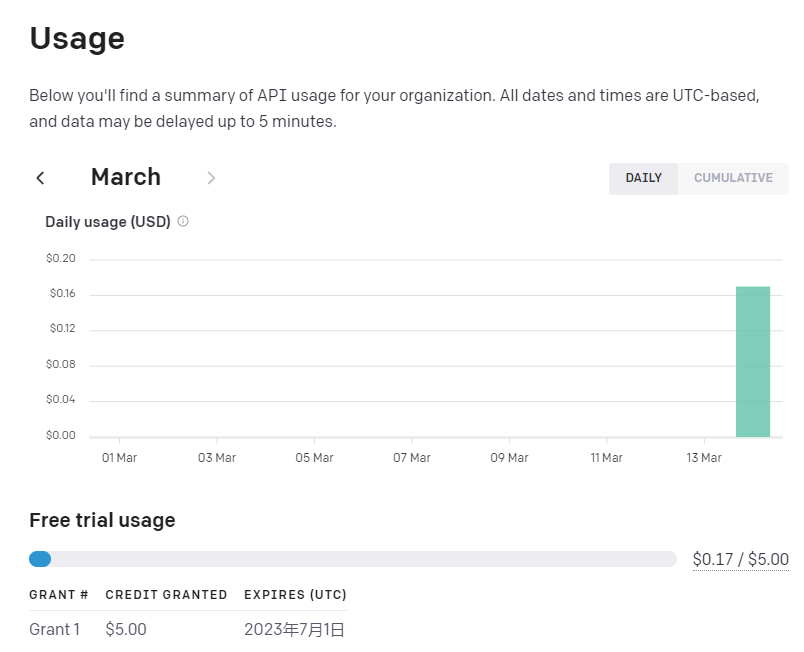 Usage
Below you'll find a summary of API usage for your organization. All dates and times are UTC-based,
and data may be delayed up to 5 minutes.
March
DAILY CUMULATIVE
Daily usage (USD)
$0.20
$0.16
$0.12
$0.08
$0.04
$0.00
01 Mar 03 Mar 05 Mar 07 Mar 09 Mar 11 Mar 13 Mar
Free trial usage
$0.17 / $5.00
GRANT # CREDIT GRANTED EXPIRES (UTC)
Grant 1 $5.00 2023年7月1日